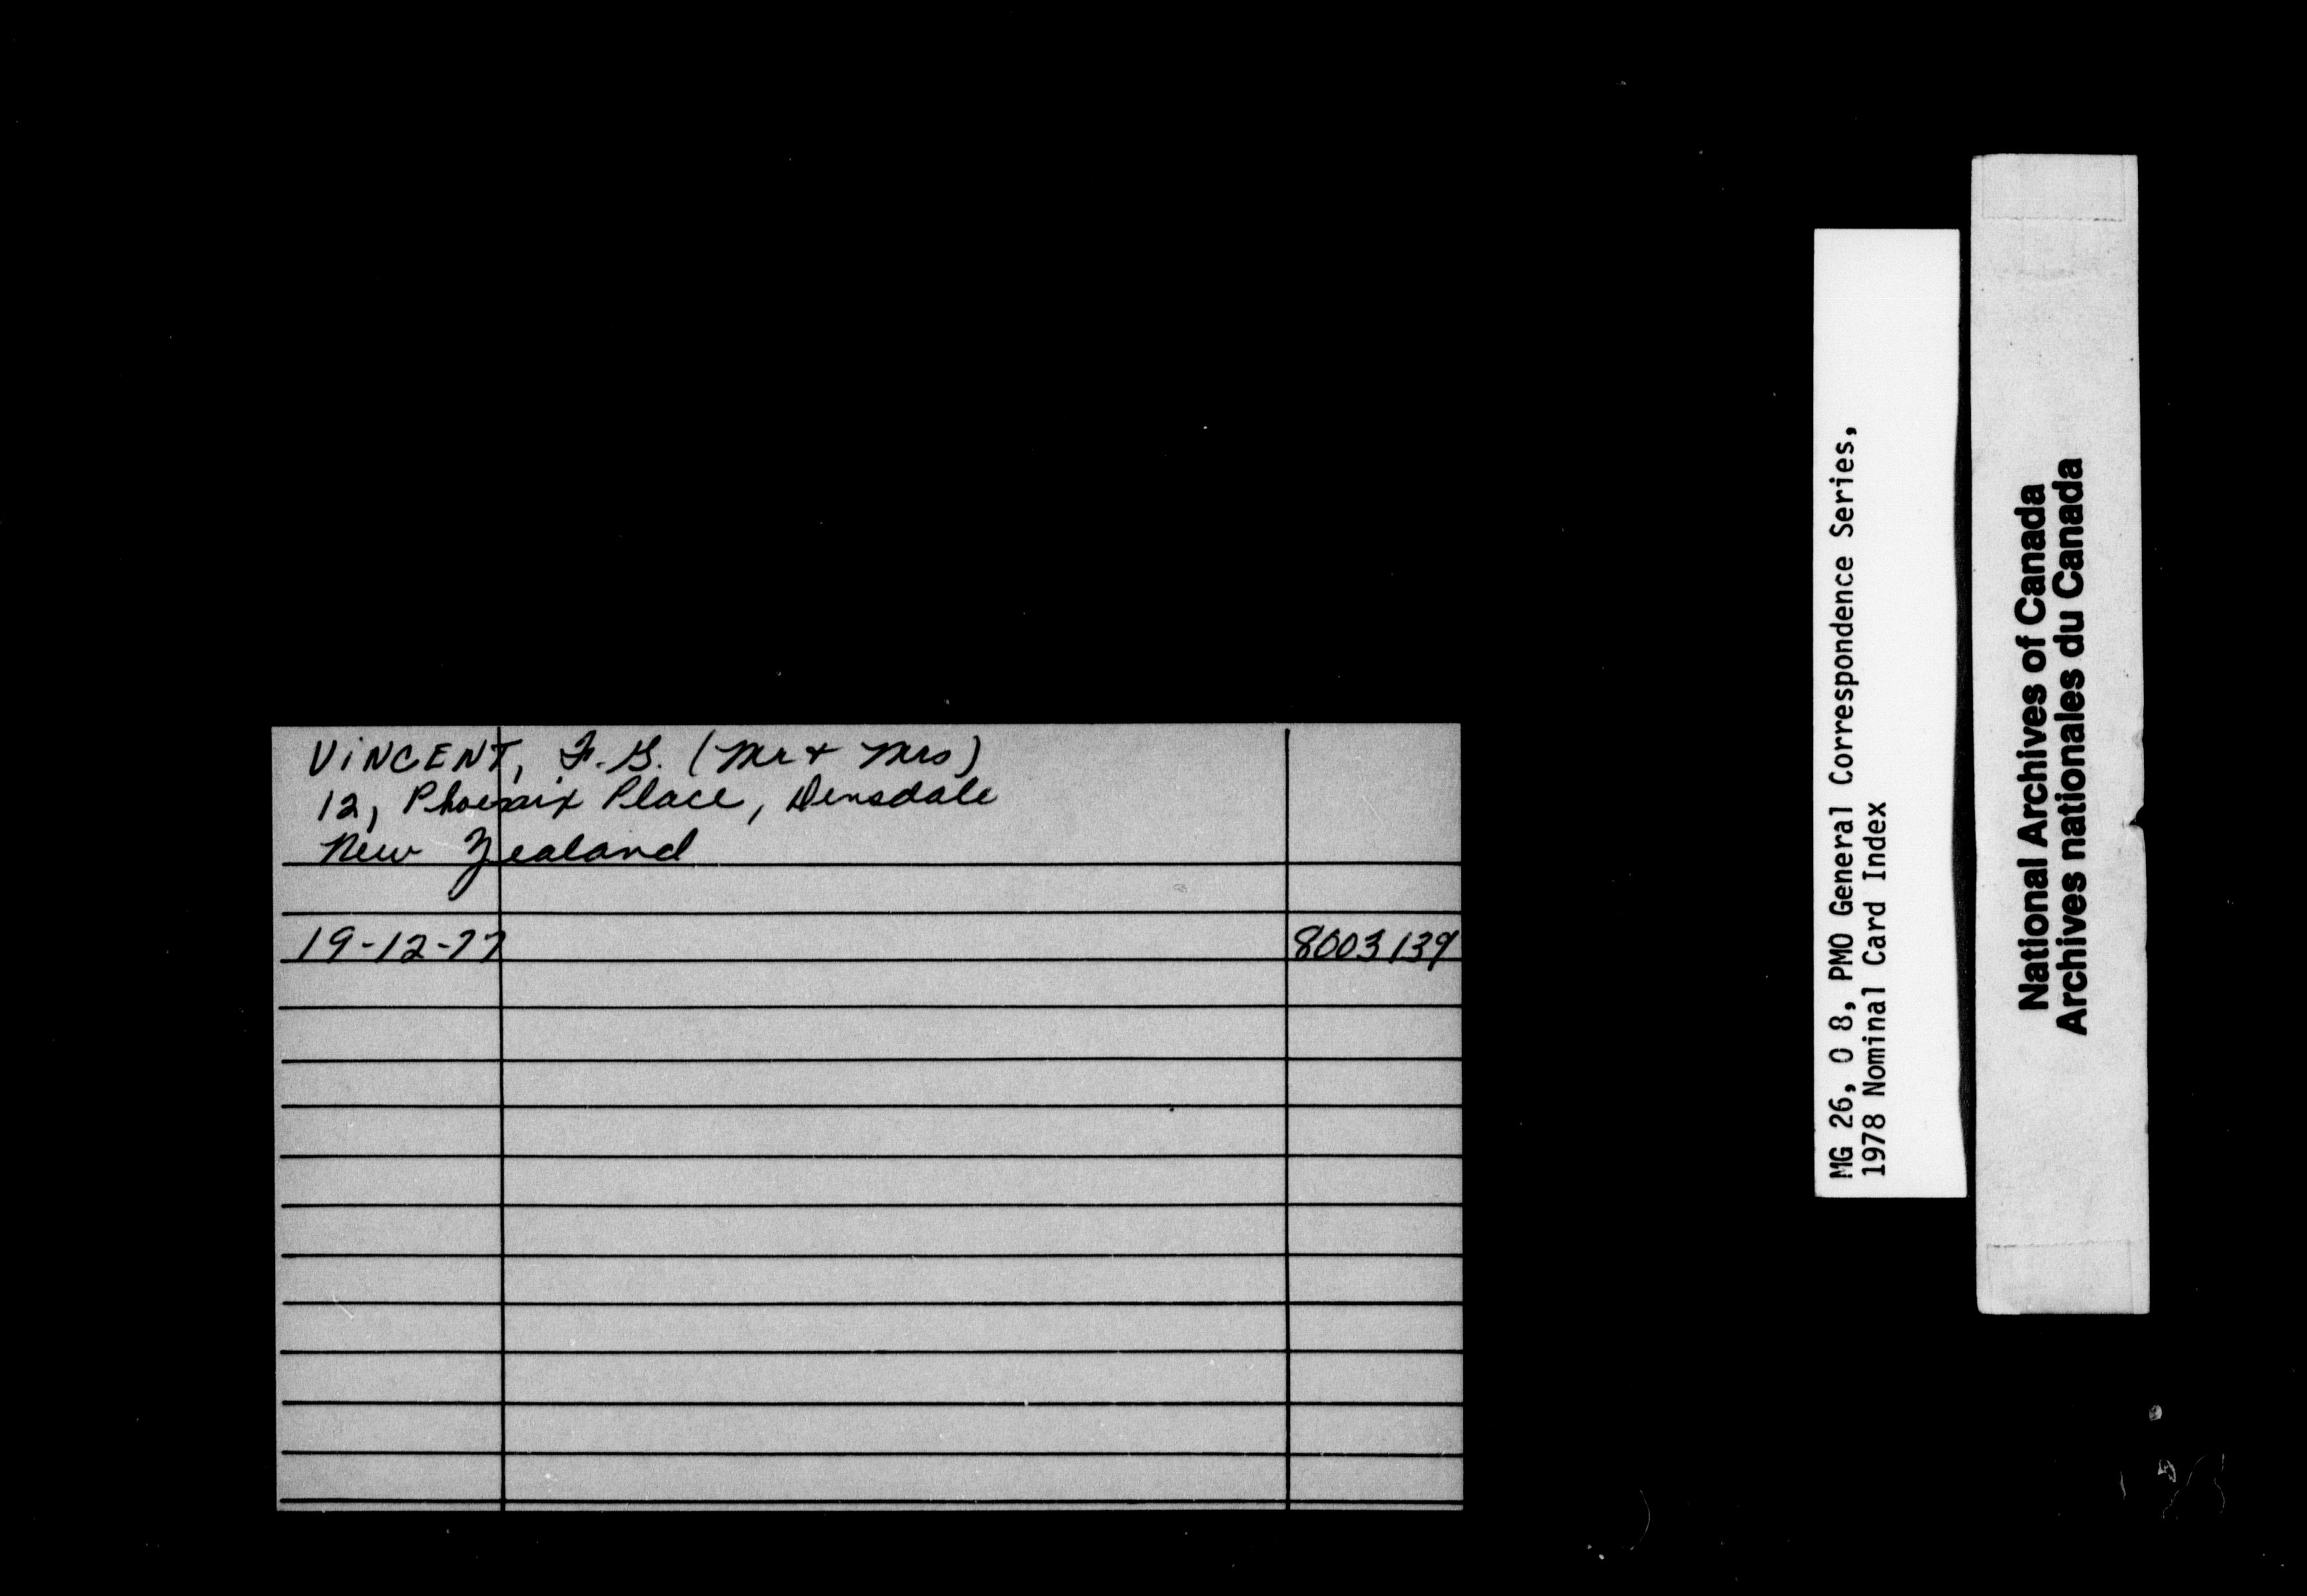 VINCENT, F.G. (Mr + Mrs)
12, Phoenix Place, Densdale
New Zealand
19-12-77
8003139
MG 26, O 8, PMO General Correspondence Series,
1978 Nominal Card Index
National Archives of Canada
Archives nationales du Canada